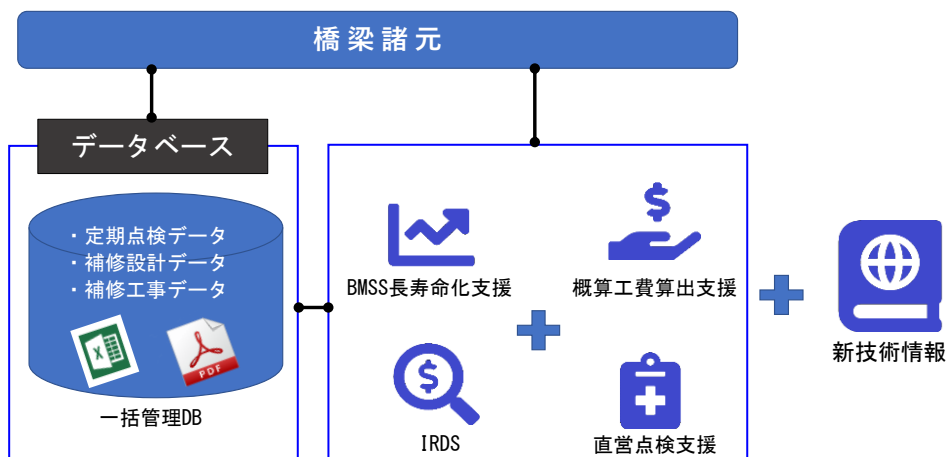 橋梁諸元
データベース
・定期点検データ
・補修設計データ
・補修工事データ
X
PDF
一括管理DB
BMSS長寿命化支援
$
概算工費算出支援
$
IRDS
直営点検支援
新技術情報